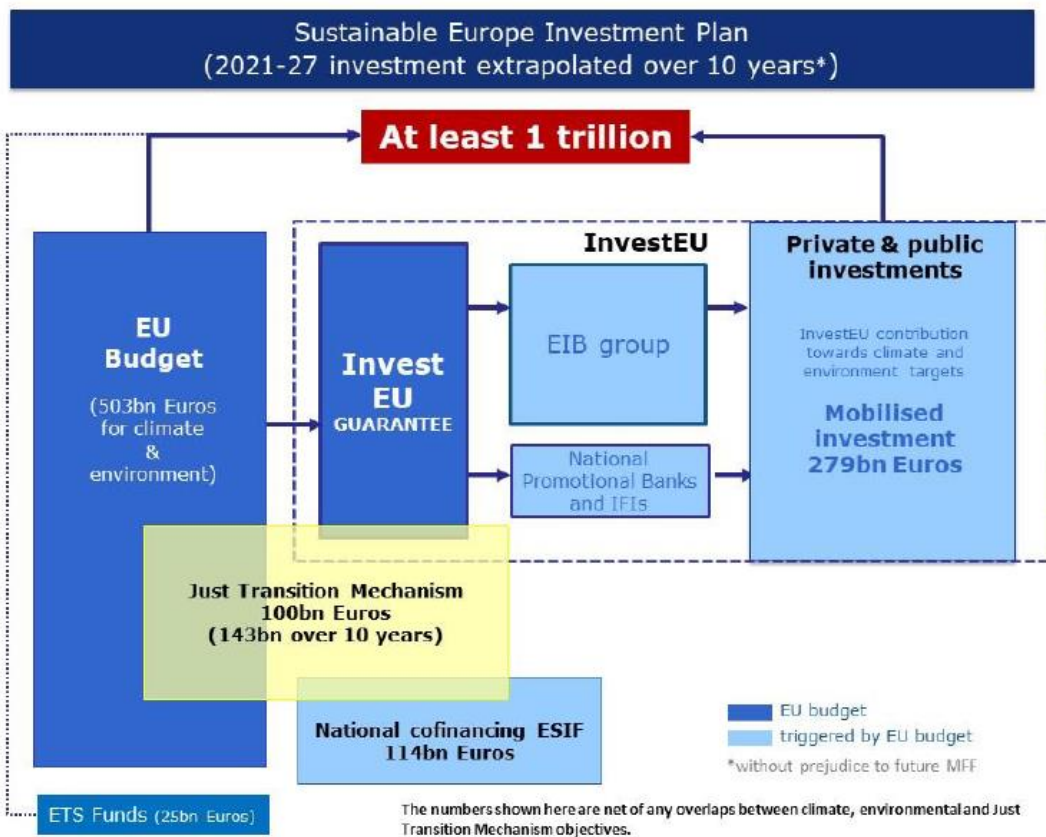 Sustainable Europe Investment Plan
(2021-27 investment extrapolated over 10 years*)
At least 1 trillion
EU
Budget
(503bn Euros
for climate
&
environment)
Invest
EU
GUARANTEE
InvestEU
EIB group
National
Promotional Banks
and IFIs
Private & public
investments
InvestEU contribution
towards climate and
environment targets
Mobilised
investment
279bn Euros
Just Transition Mechanism
100bn Euros
(143bn over 10 years)
National cofinancing ESIF
114bn Euros
EU budget
triggered by EU budget
*without prejudice to future MFF
ETS Funds (25bn Euros)
The numbers shown here are net of any overlaps between climate, environmental and Just
Transition Mechanism objectives.